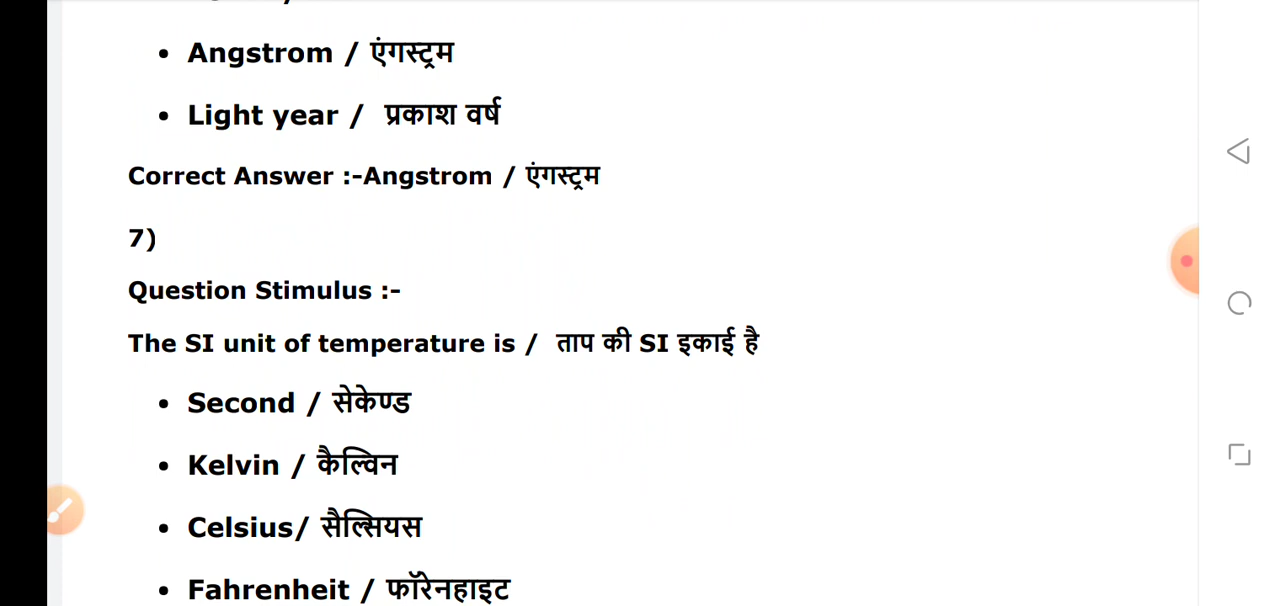 • Angstrom / एंगस्ट्रम
• Light year / प्रकाश वर्ष
Correct Answer :-Angstrom / एंगस्ट्रम
7)
Question Stimulus :-
The SI unit of temperature is / ताप की SI इकाई है
• Second / सेकेण्ड
• Kelvin / कैल्विन
• Celsius/ सैल्सियस
• Fahrenheit / फॉरेनहाइट